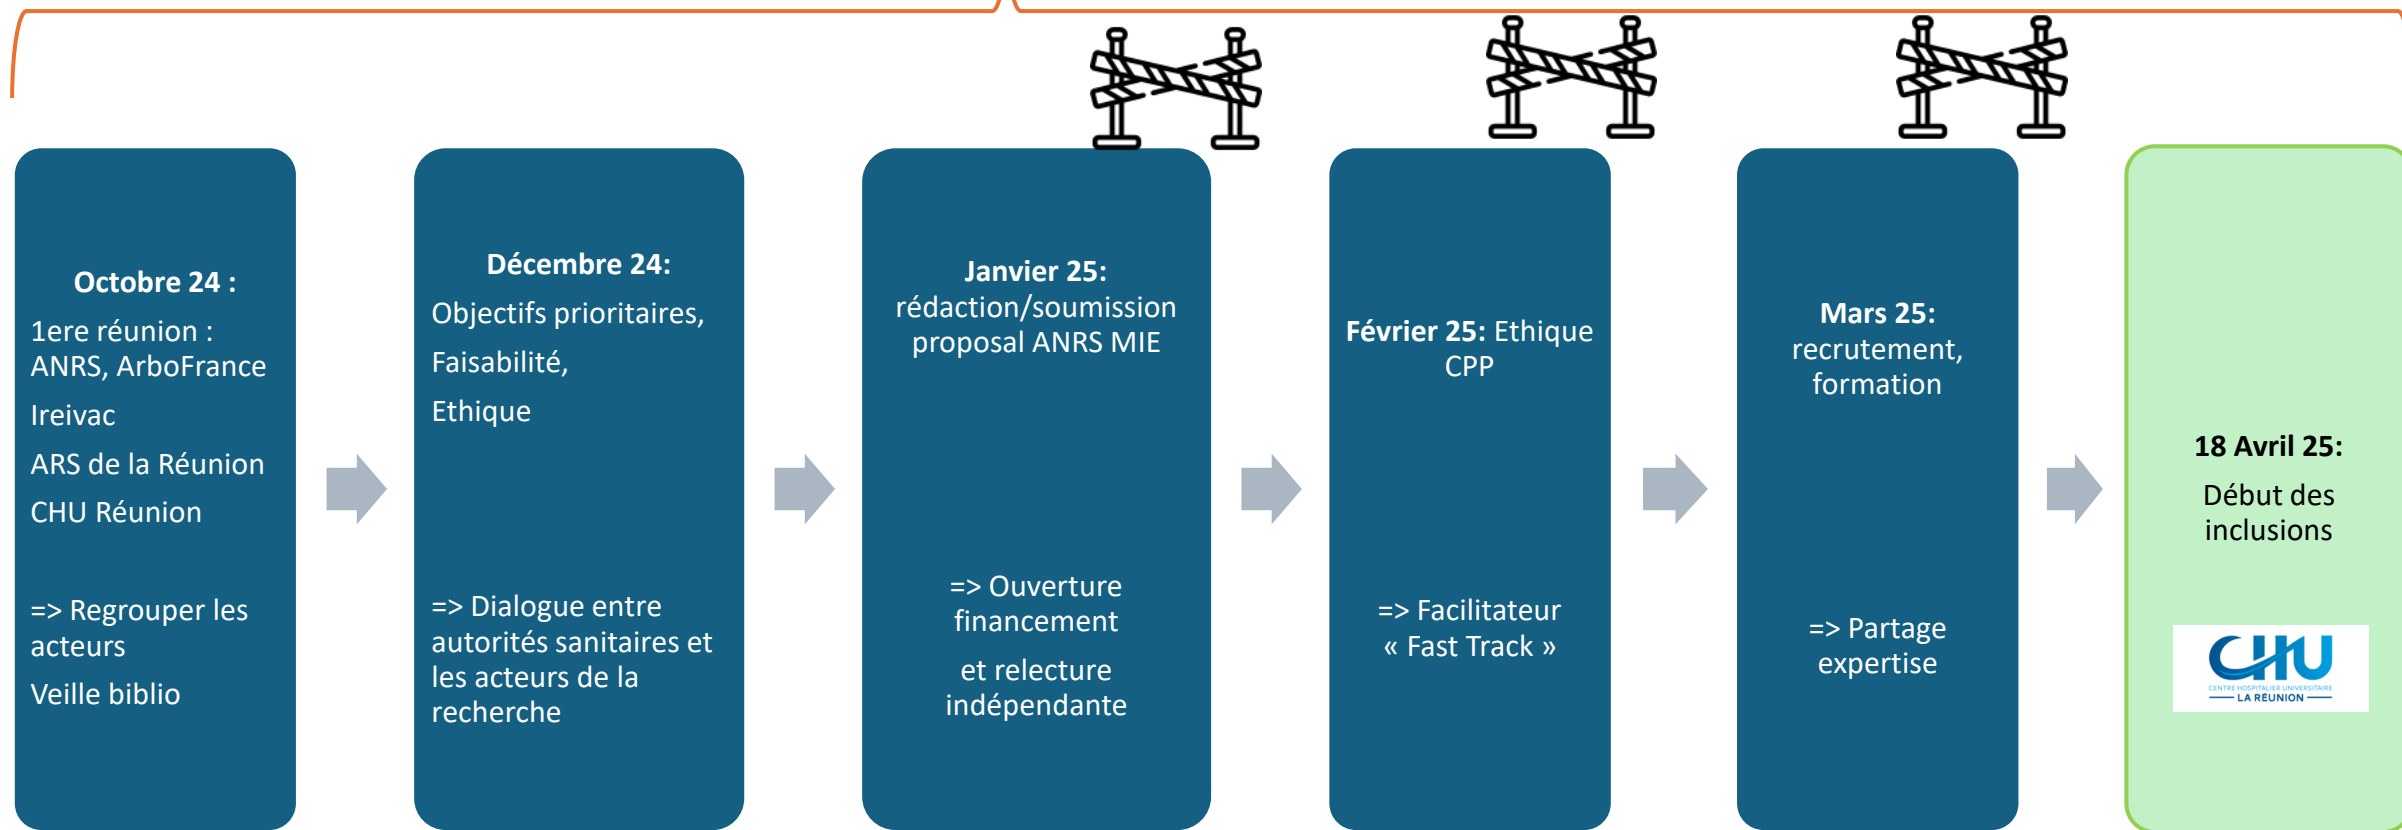 Octobre 24 :
1ere réunion :
ANRS, ArboFrance
Ireivac
ARS de la Réunion
CHU Réunion
=> Regrouper les
acteurs
Veille biblio
Décembre 24:
Objectifs prioritaires,
Faisabilité,
Ethique
=> Dialogue entre
autorités sanitaires et
les acteurs de la
recherche
Janvier 25:
rédaction/soumission
proposal ANRS MIE
=> Ouverture
financement
et relecture
indépendante
Février 25: Ethique
CPP
=> Facilitateur
« Fast Track »
Mars 25:
recrutement,
formation
=> Partage
expertise
18 Avril 25:
Début des
inclusions
CHU
CENTRE HOSPITALIER UNIVERSITAIRE
LA RÉUNION